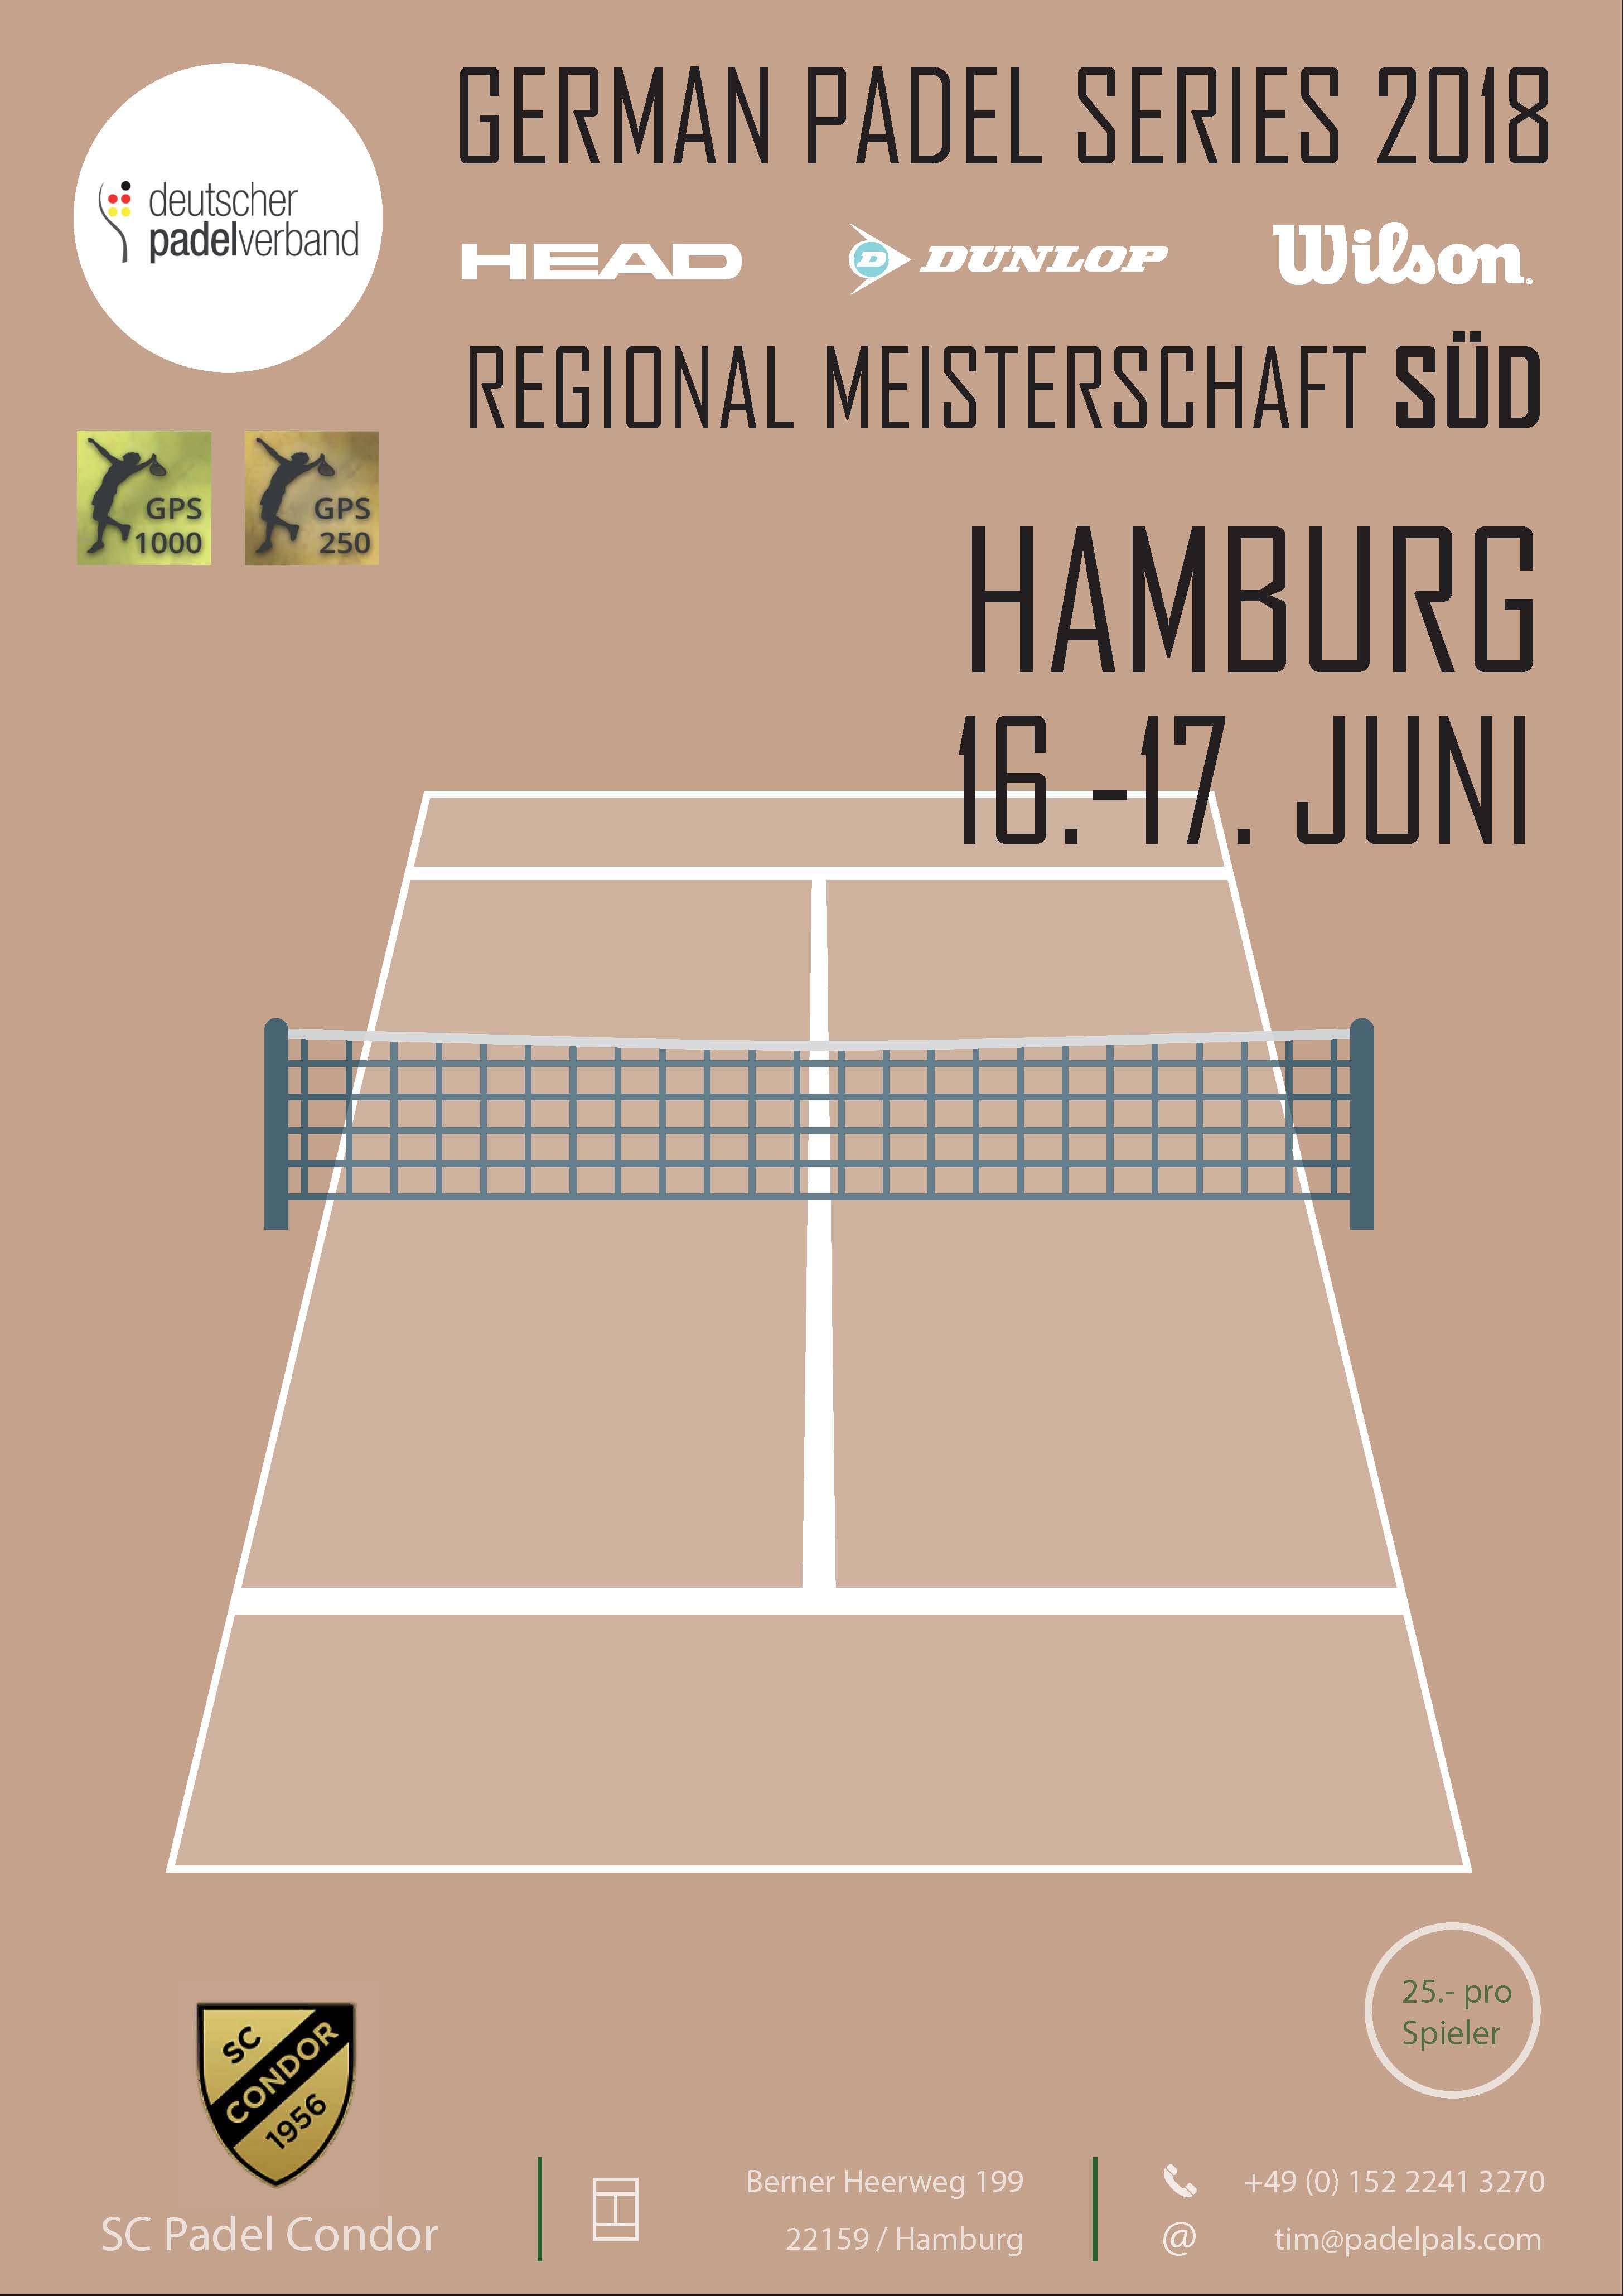 GERMAN PADEL SERIES 2018
deutscher
padelverband
HEAD
D DUNLOP
Wilson.
REGIONAL MEISTERSCHAFT SÜD
GPS
1000
GPS
250
HAMBURG
16.-17. JUNI
25.- pro
Spieler
SC
CONDOR
1956
SC Padel Condor
Berner Heerweg 199
22159 / Hamburg
+49 (0) 152 2241 3270
@ tim@padelpals.com